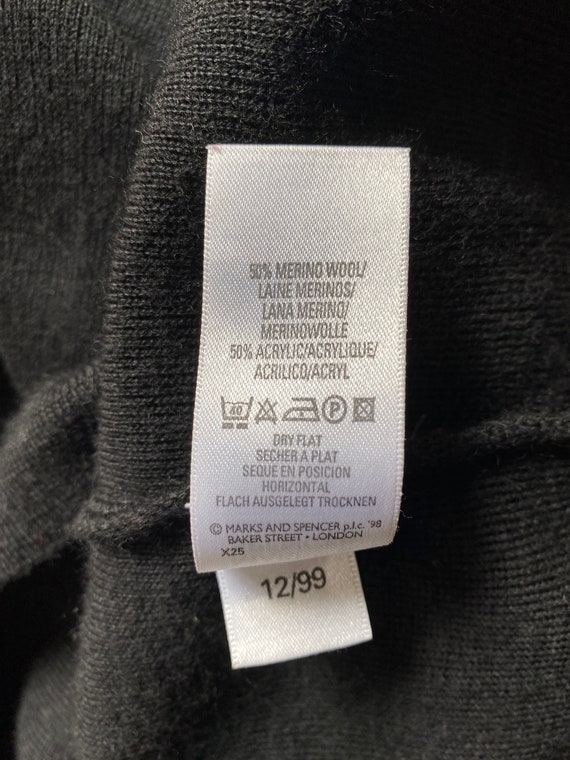 50% MERINO WOOL/
LAINE MERINOS/
LANA MERINO/
MERINOWOLLE
50% ACRYLIC/ACRYLIQUE/
ACRILICO/ACRYL
40 P
DRY FLAT
SECHER A PLAT
SEQUE EN POSICION
HORIZONTAL
FLACH AUSGELEGT TROCKNEN
© MARKS AND SPENCER p.l.c. '98
BAKER STREET • LONDON
X25
12/99